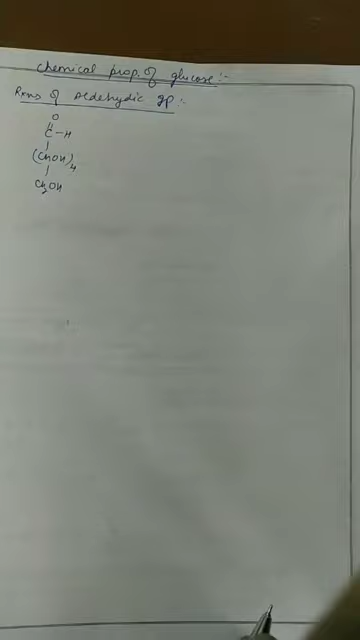 chemical prop. of glucose:-
Rxns of Aldehydic gp:-
O
||
C-H
|
(CHOH)4
|
CH2OH